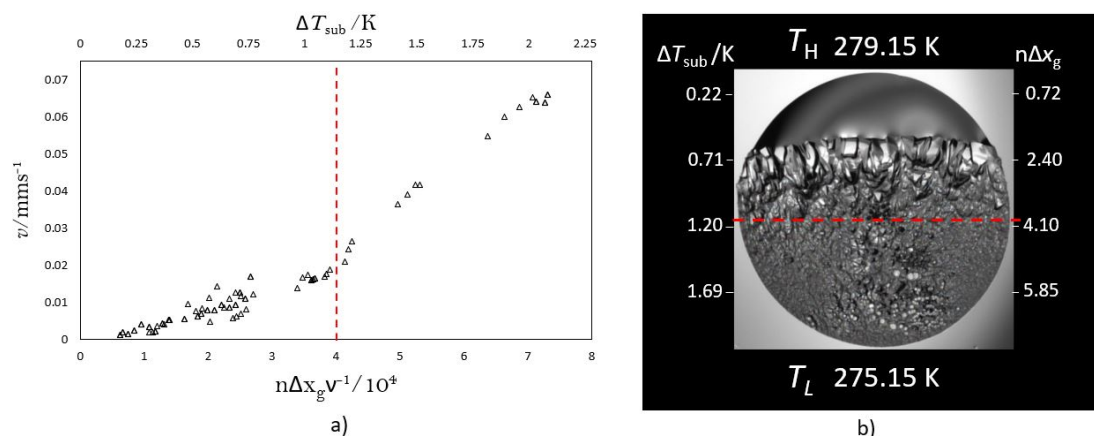 ΔT_sub/K
0 0.25 0.5 0.75 1 1.25 1.5 1.75 2 2.25
0.07
0.06
0.05
0.04
0.03
0.02
0.01
0
v/mms⁻¹
0 1 2 3 4 5 6 7 8
nΔx_gν⁻¹/10⁴
a)
T_H 279.15 K
ΔT_sub/K nΔx_g
0.22 0.72
0.71 2.40
1.20 4.10
1.69 5.85
T_L 275.15 K
b)